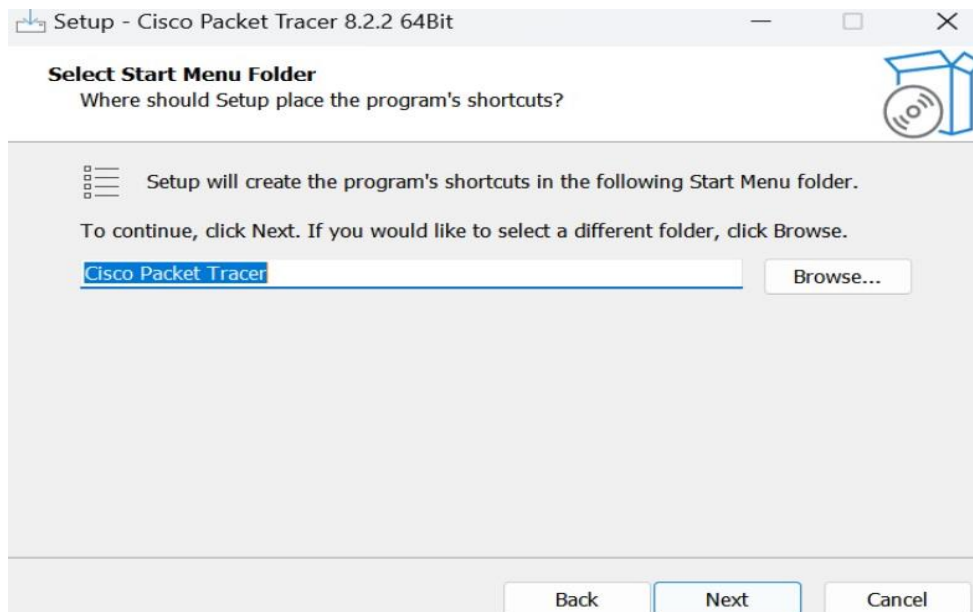 Setup - Cisco Packet Tracer 8.2.2 64Bit
Select Start Menu Folder
Where should Setup place the program's shortcuts?
Setup will create the program's shortcuts in the following Start Menu folder.
To continue, click Next. If you would like to select a different folder, click Browse.
Cisco Packet Tracer
Browse...
Back
Next
Cancel